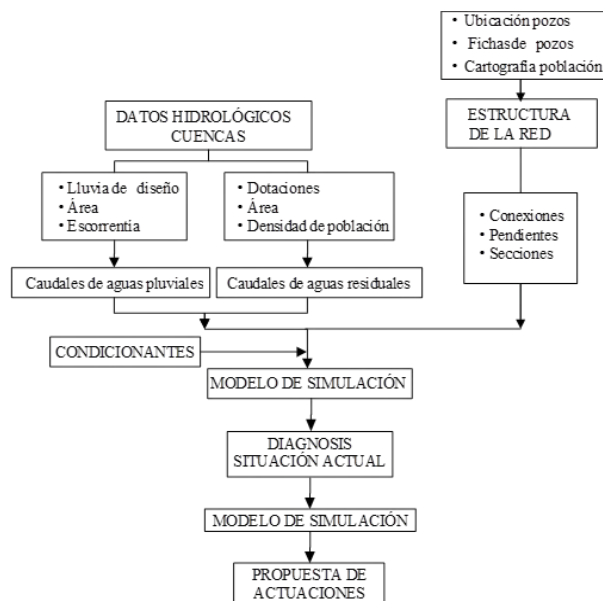 • Ubicación pozos
• Fichasde pozos
• Cartografía población
DATOS HIDROLÓGICOS
CUENCAS
ESTRUCTURA
DE LA RED
• Lluvia de diseño
• Área
• Escorrentía
• Dotaciones
• Área
• Densidad de población
• Conexiones
• Pendientes
• Secciones
Caudales de aguas pluviales
Caudales de aguas residuales
CONDICIONANTES
MODELO DE SIMULACIÓN
DIAGNOSIS
SITUACIÓN ACTUAL
MODELO DE SIMULACIÓN
PROPUESTA DE
ACTUACIONES